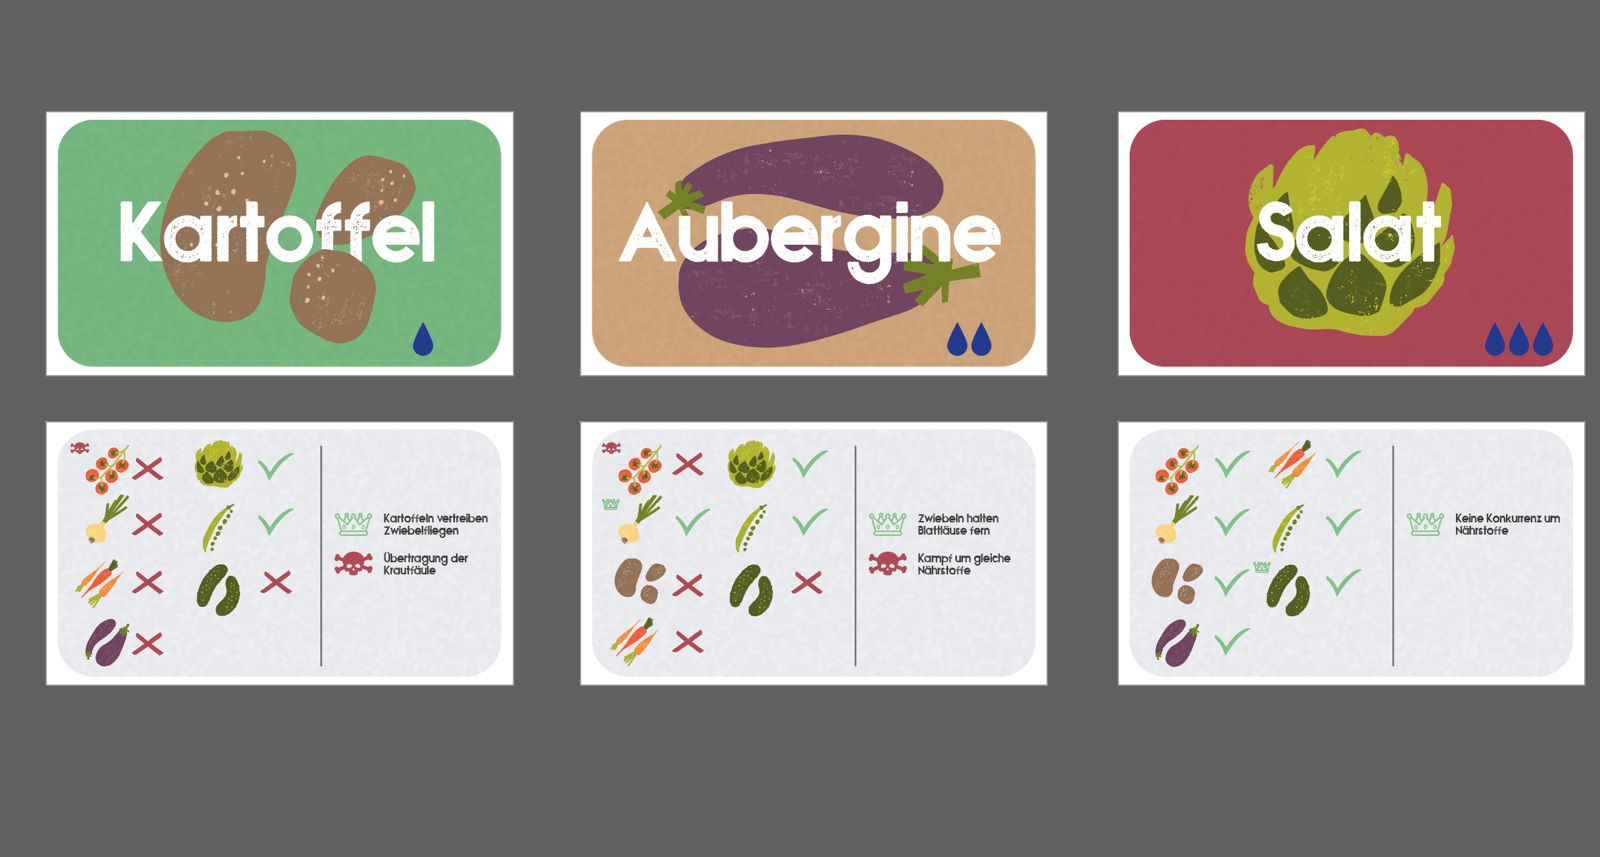 Kartoffel
Aubergine
Salat
Kartoffeln vertreiben
Zwiebelfliegen
Übertragung der
Krautfäule
Zwiebeln halten
Blattläuse fern
Kampf um gleiche
Nährstoffe
Keine Konkurrenz um
Nährstoffe